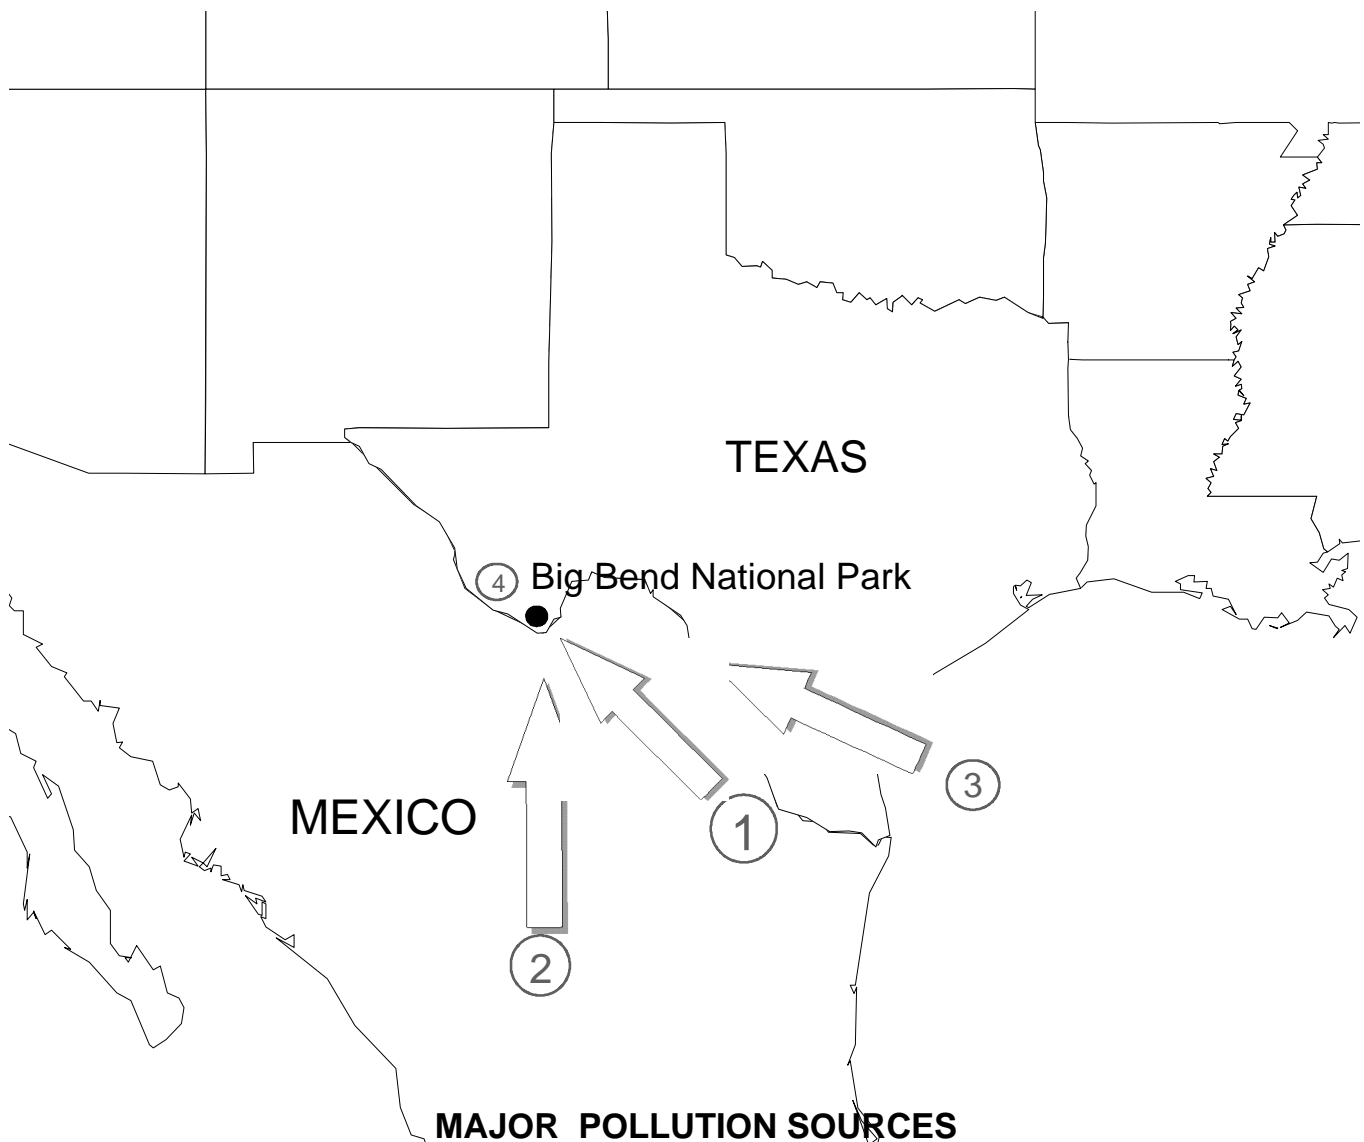 TEXAS
4 Big Bend National Park
3
MEXICO
1
2
MAJOR POLLUTION SOURCES